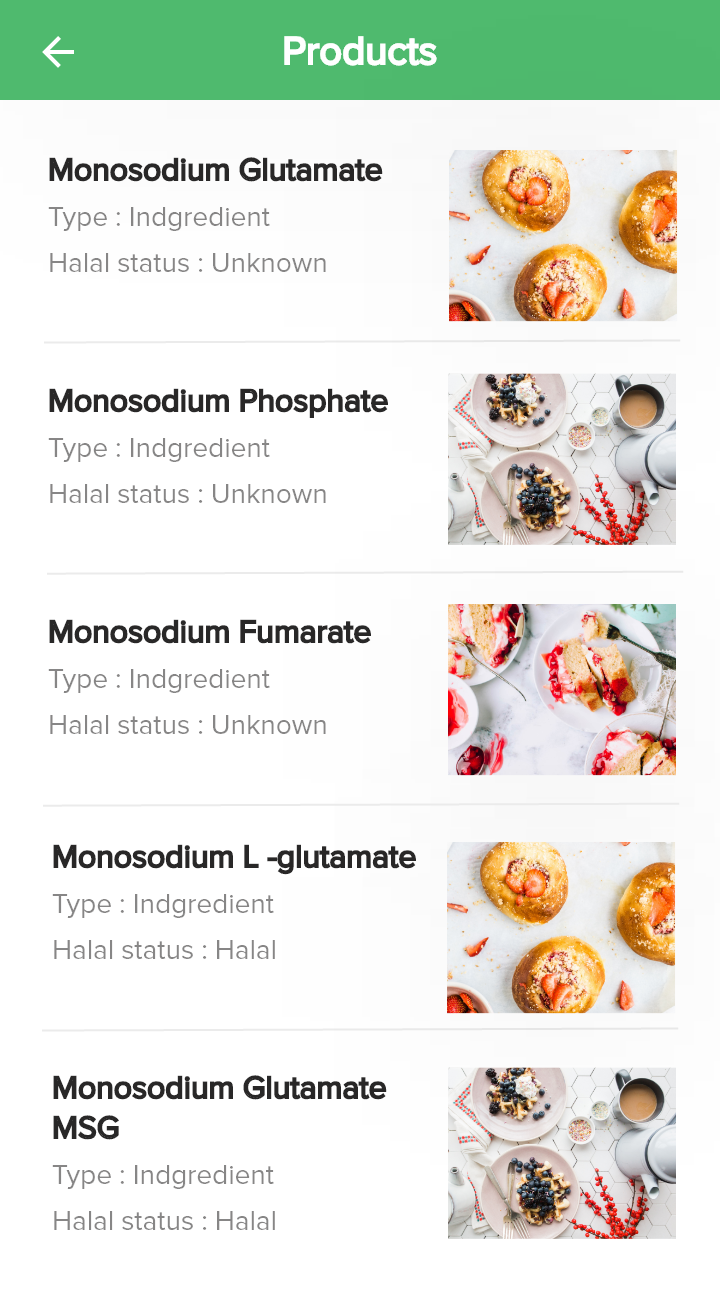 Products
Monosodium Glutamate
Type : Indgredient
Halal status : Unknown
Monosodium Phosphate
Type : Indgredient
Halal status : Unknown
Monosodium Fumarate
Type : Indgredient
Halal status : Unknown
Monosodium L -glutamate
Type : Indgredient
Halal status : Halal
Monosodium Glutamate
MSG
Type : Indgredient
Halal status : Halal